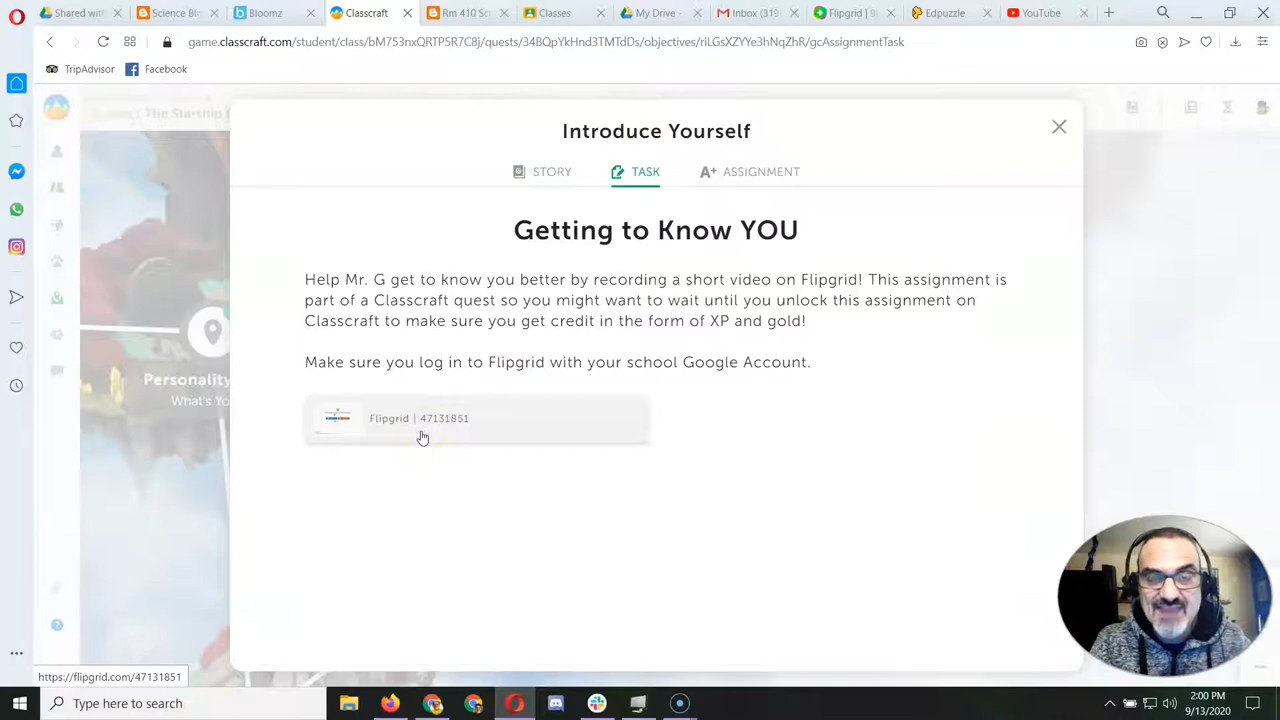 Shared with
Science Blo
Bloomz
Classcraft
Rm 410 Sc
Classes
My Drive -
Inbox (319
Flipgrid | 9
Edpuzzle
YouTube
game.classcraft.com/student/class/bM753nxQRTP5R7C8j/quests/34BQpYkHnd3TMTdDs/objectives/riLGsXZYYe3hNqZhR/gcAssignmentTask
TripAdvisor
Facebook
The Starship
Introduce Yourself
STORY
TASK
A+ ASSIGNMENT
Getting to Know YOU
Help Mr. G get to know you better by recording a short video on Flipgrid! This assignment is
part of a Classcraft quest so you might want to wait until you unlock this assignment on
Classcraft to make sure you get credit in the form of XP and gold!
Make sure you log in to Flipgrid with your school Google Account.
Personality
What's Yo
Flipgrid | 47131851
https://flipgrid.com/47131851
Type here to search
2:00 PM
9/13/2020